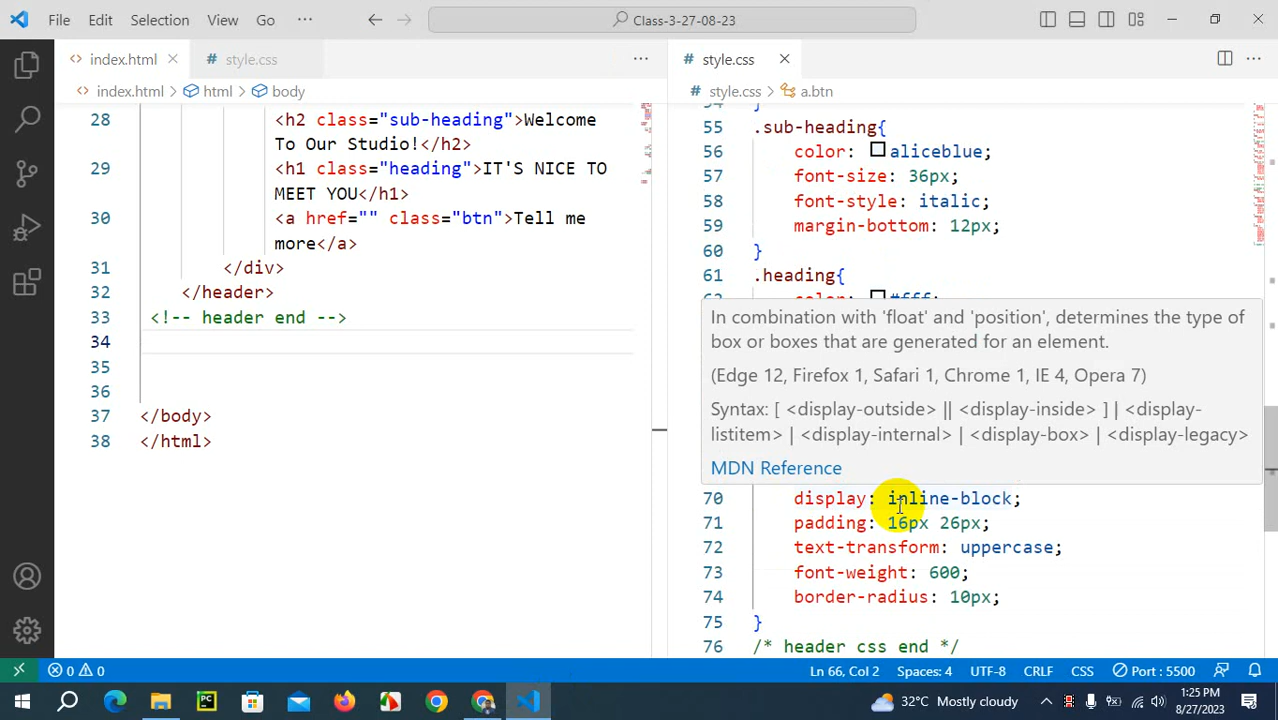 File Edit Selection View Go ··· Class-3-27-08-23
index.html style.css ···
index.html > html > body
28 <h2 class="sub-heading">Welcome
To Our Studio!</h2>
29 <h1 class="heading">IT'S NICE TO
MEET YOU</h1>
30 <a href="" class="btn">Tell me
more</a>
31 </div>
32 </header>
33 <!-- header end -->
34
35
36
37 </body>
38 </html>
# style.css
# style.css > a.btn
55 .sub-heading{
56 color: aliceblue;
57 font-size: 36px;
58 font-style: italic;
59 margin-bottom: 12px;
60 }
61 .heading{
In combination with 'float' and 'position', determines the type of
box or boxes that are generated for an element.
(Edge 12, Firefox 1, Safari 1, Chrome 1, IE 4, Opera 7)
Syntax: [ <display-outside> || <display-inside> ] | <display-
listitem> | <display-internal> | <display-box> | <display-legacy>
MDN Reference
70 display: inline-block;
71 padding: 16px 26px;
72 text-transform: uppercase;
73 font-weight: 600;
74 border-radius: 10px;
75 }
76 /* header css end */
0 0 Ln 66, Col 2 Spaces: 4 UTF-8 CRLF CSS Port : 5500
32°C Mostly cloudy 1:25 PM
8/27/2023